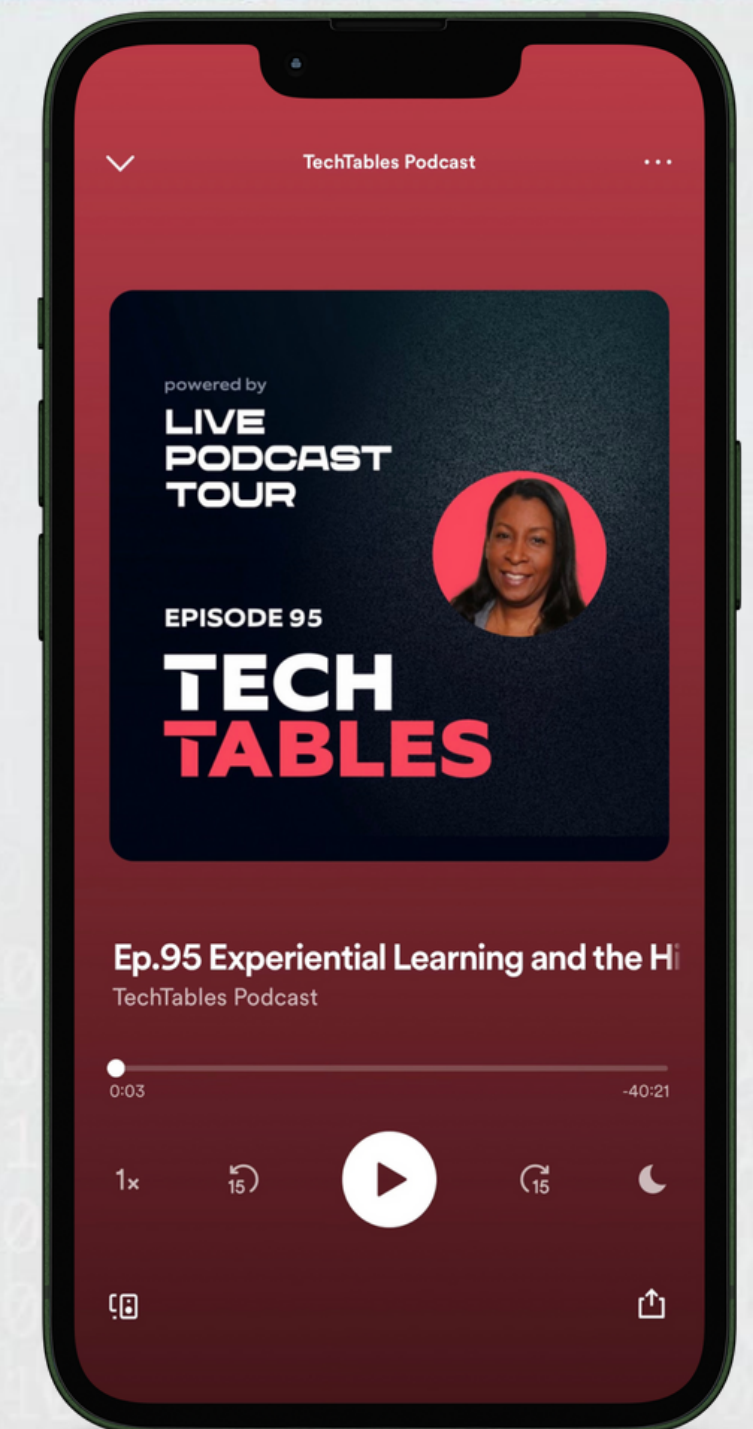 TechTables Podcast
powered by
LIVE
PODCAST
TOUR
EPISODE 95
TECH
TABLES
Ep.95 Experiential Learning and the Hi
TechTables Podcast
0:03 -40:21
1x 15 15